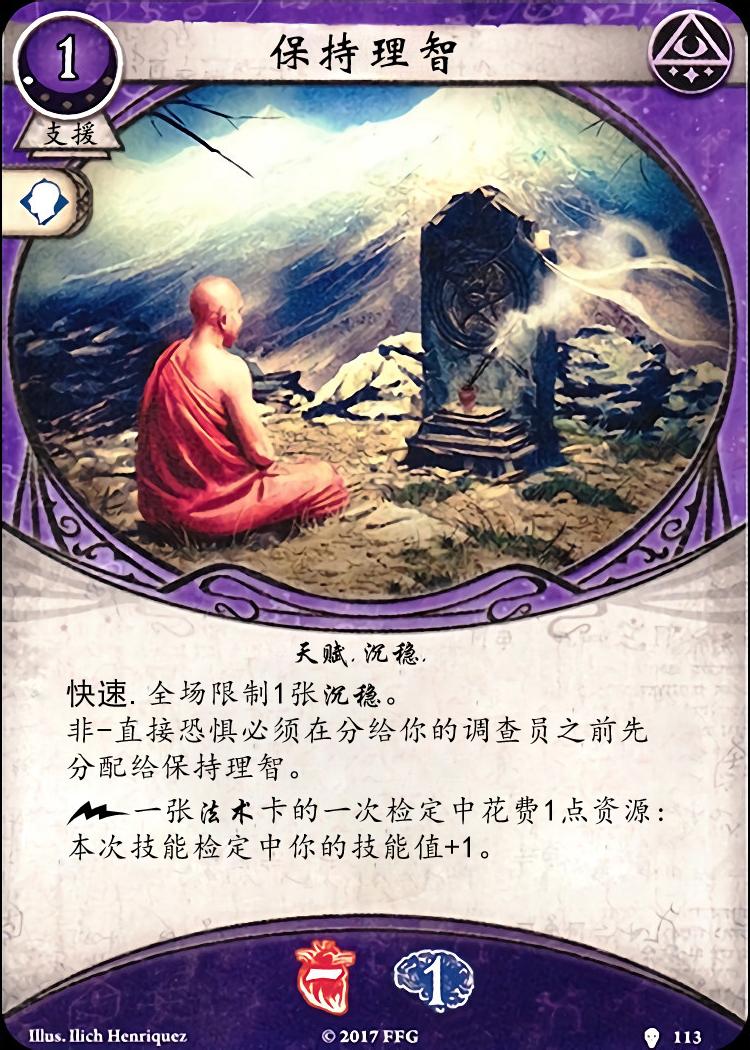 1
保持理智
支援
天赋. 沉稳.
快速. 全场限制1张沉稳。
非-直接恐惧必须在分给你的调查员之前先
分配给保持理智。
一张法术卡的一次检定中花费1点资源:
本次技能检定中你的技能值+1。
–
1
Illus. Ilich Henriquez
© 2017 FFG
113